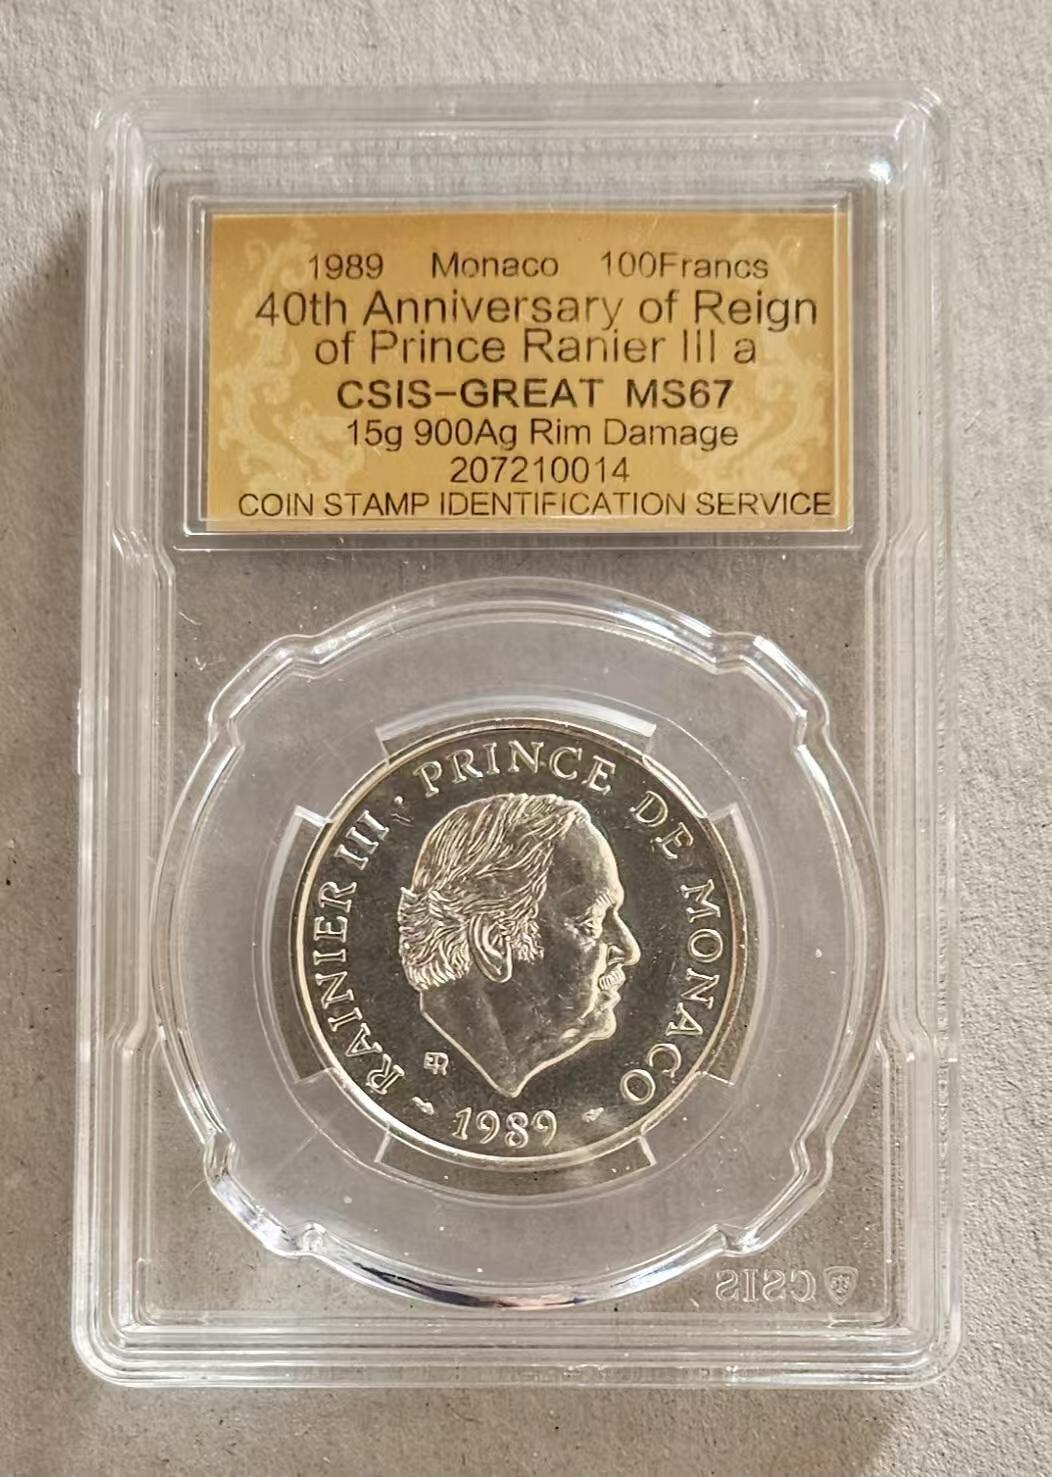 1989 Monaco 100Francs
40th Anniversary of Reign
of Prince Ranier III a
CSIS-GREAT MS67
15g 900Ag Rim Damage
207210014
COIN STAMP IDENTIFICATION SERVICE
RAINIER III · PRINCE DE MONACO
ER
- 1989 -
CSIS